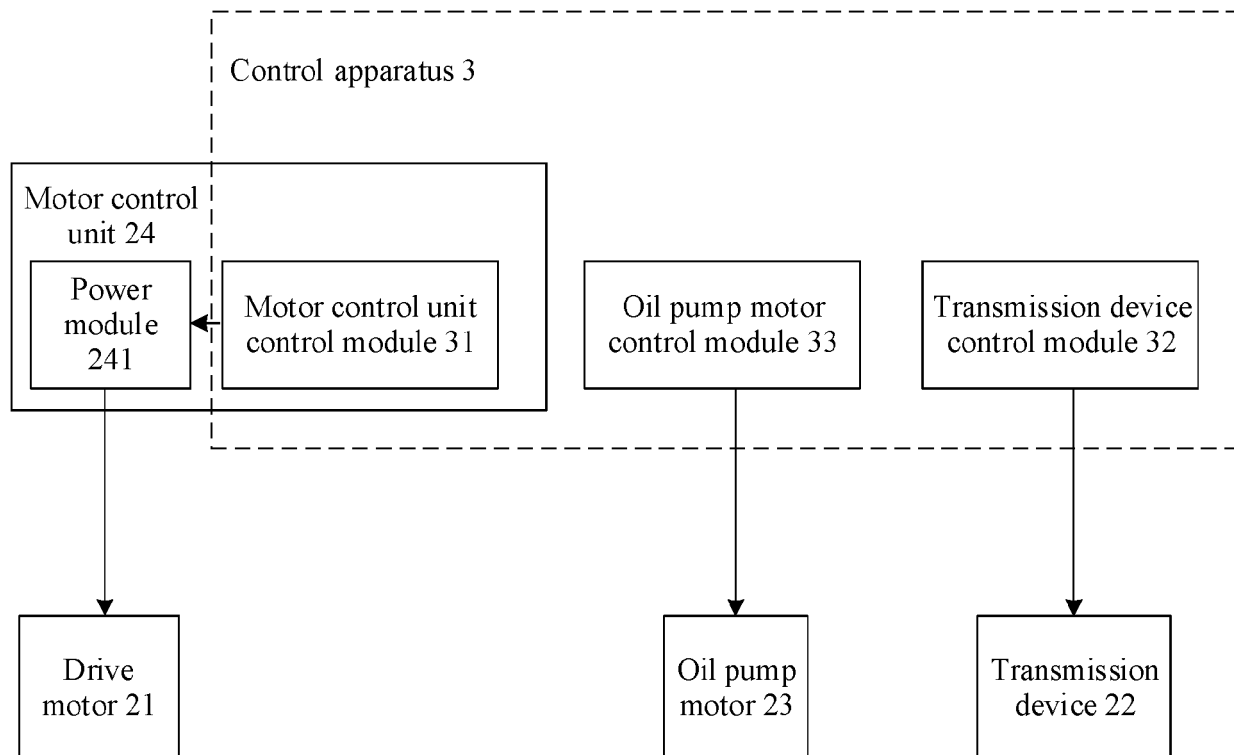 Control apparatus 3
Motor control
unit 24
Power
module
241
Motor control unit
control module 31
Oil pump motor
control module 33
Transmission device
control module 32
Drive
motor 21
Oil pump
motor 23
Transmission
device 22